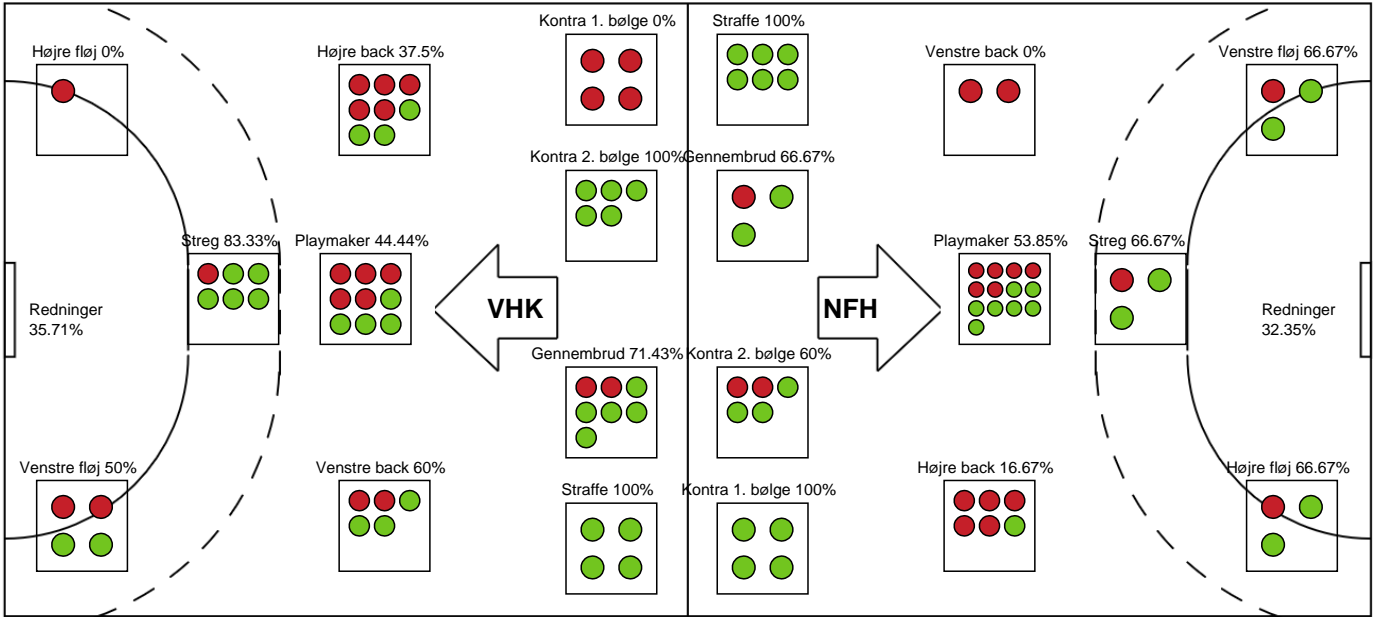 Kontra 1. bølge 0%
Straffe 100%
Højre fløj 0%
Højre back 37.5%
Venstre back 0%
Venstre fløj 66.67%
Kontra 2. bølge 100%
Gennembrud 66.67%
Streg 83.33%
Playmaker 44.44%
Playmaker 53.85%
Streg 66.67%
Redninger
35.71%
VHK
NFH
Redninger
32.35%
Gennembrud 71.43%
Kontra 2. bølge 60%
Venstre fløj 50%
Venstre back 60%
Højre back 16.67%
Højre fløj 66.67%
Straffe 100%
Kontra 1. bølge 100%